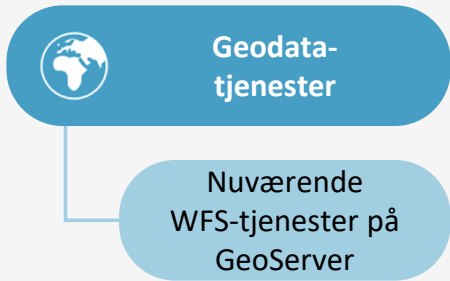 Geodata-
tjenester
Nuværende
WFS-tjenester på
GeoServer